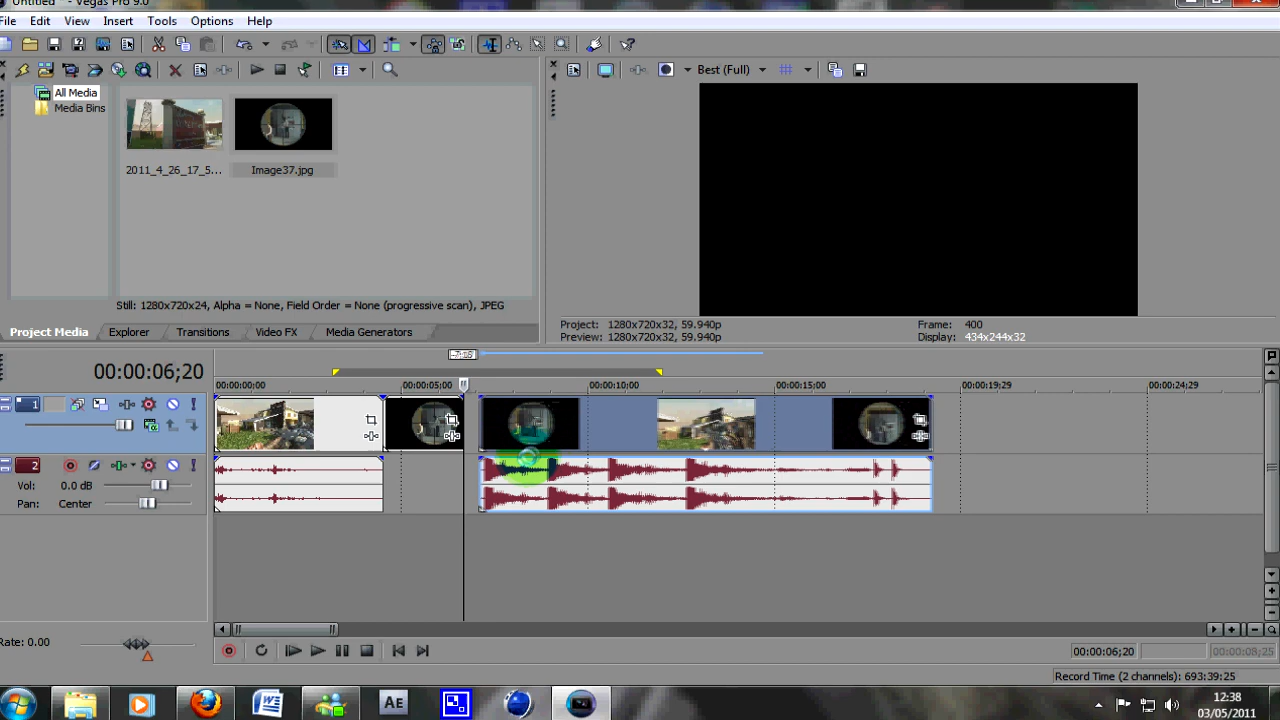 Untitled * - Vegas Pro 9.0
File Edit View Insert Tools Options Help
Best (Full)
All Media
Media Bins
2011_4_26_17_5...
Image37.jpg
Still: 1280x720x24, Alpha = None, Field Order = None (progressive scan), JPEG
Project Media Explorer Transitions Video FX Media Generators
Project: 1280x720x32, 59.940p
Preview: 1280x720x32, 59.940p
Frame: 400
Display: 434x244x32
00:00:06;20
00:00:00;00 00:00:05;00 00:00:10;00 00:00:15;00 00:00:19;29 00:00:24;29
1
2
Vol: 0.0 dB
Pan: Center
Rate: 0.00
00:00:06;20
00:00:08;25
Record Time (2 channels): 693:39:25
AE
12:38
03/05/2011